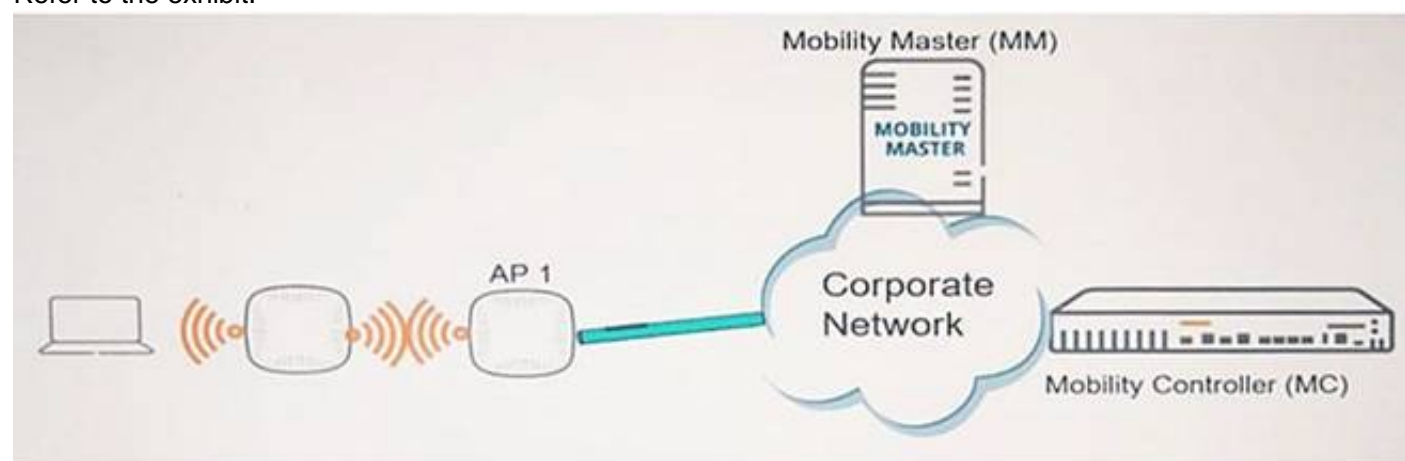 Refer to the exhibit.
Mobility Master (MM)
MOBILITY
MASTER
AP 1
Corporate
Network
Mobility Controller (MC)